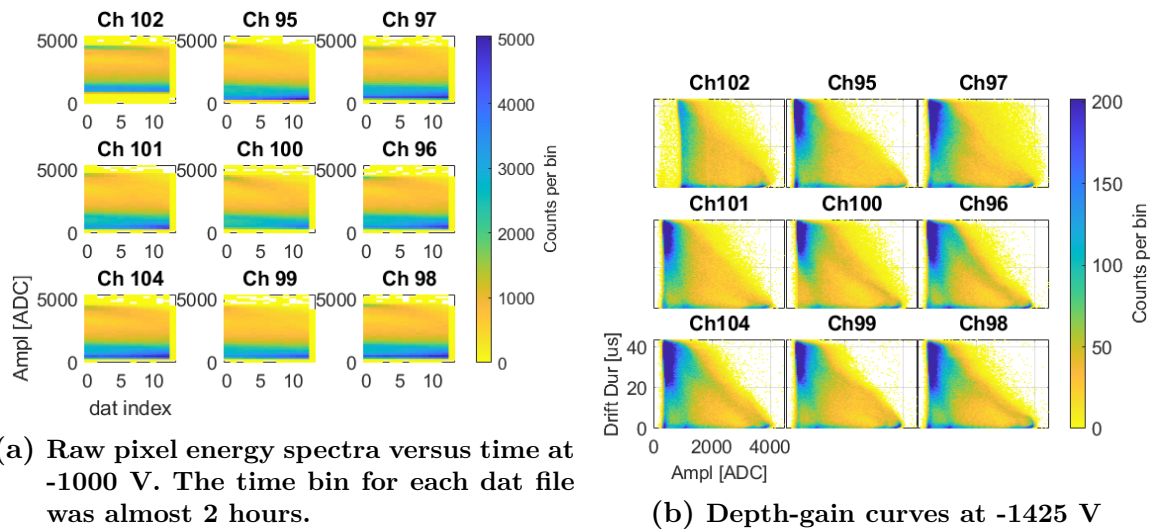 Ch 102 Ch 95 Ch 97
5000 5000 5000
0 0 0
0 5 10 0 5 10 0 5 10
Ch 101 Ch 100 Ch 96
5000 5000 5000
0 0 0
0 5 10 0 5 10 0 5 10
Ch 104 Ch 99 Ch 98
5000 5000 5000
0 0 0
0 5 10 0 5 10 0 5 10
Ampl [ADC]
dat index
5000
4000
3000
2000
1000
0
Counts per bin
a) Raw pixel energy spectra versus time at
-1000 V. The time bin for each dat file
was almost 2 hours.
Ch102 Ch95 Ch97
Ch101 Ch100 Ch96
Ch104 Ch99 Ch98
40
20
0
Drift Dur [us]
0 2000 4000
Ampl [ADC]
200
150
100
50
0
Counts per bin
(b) Depth-gain curves at -1425 V